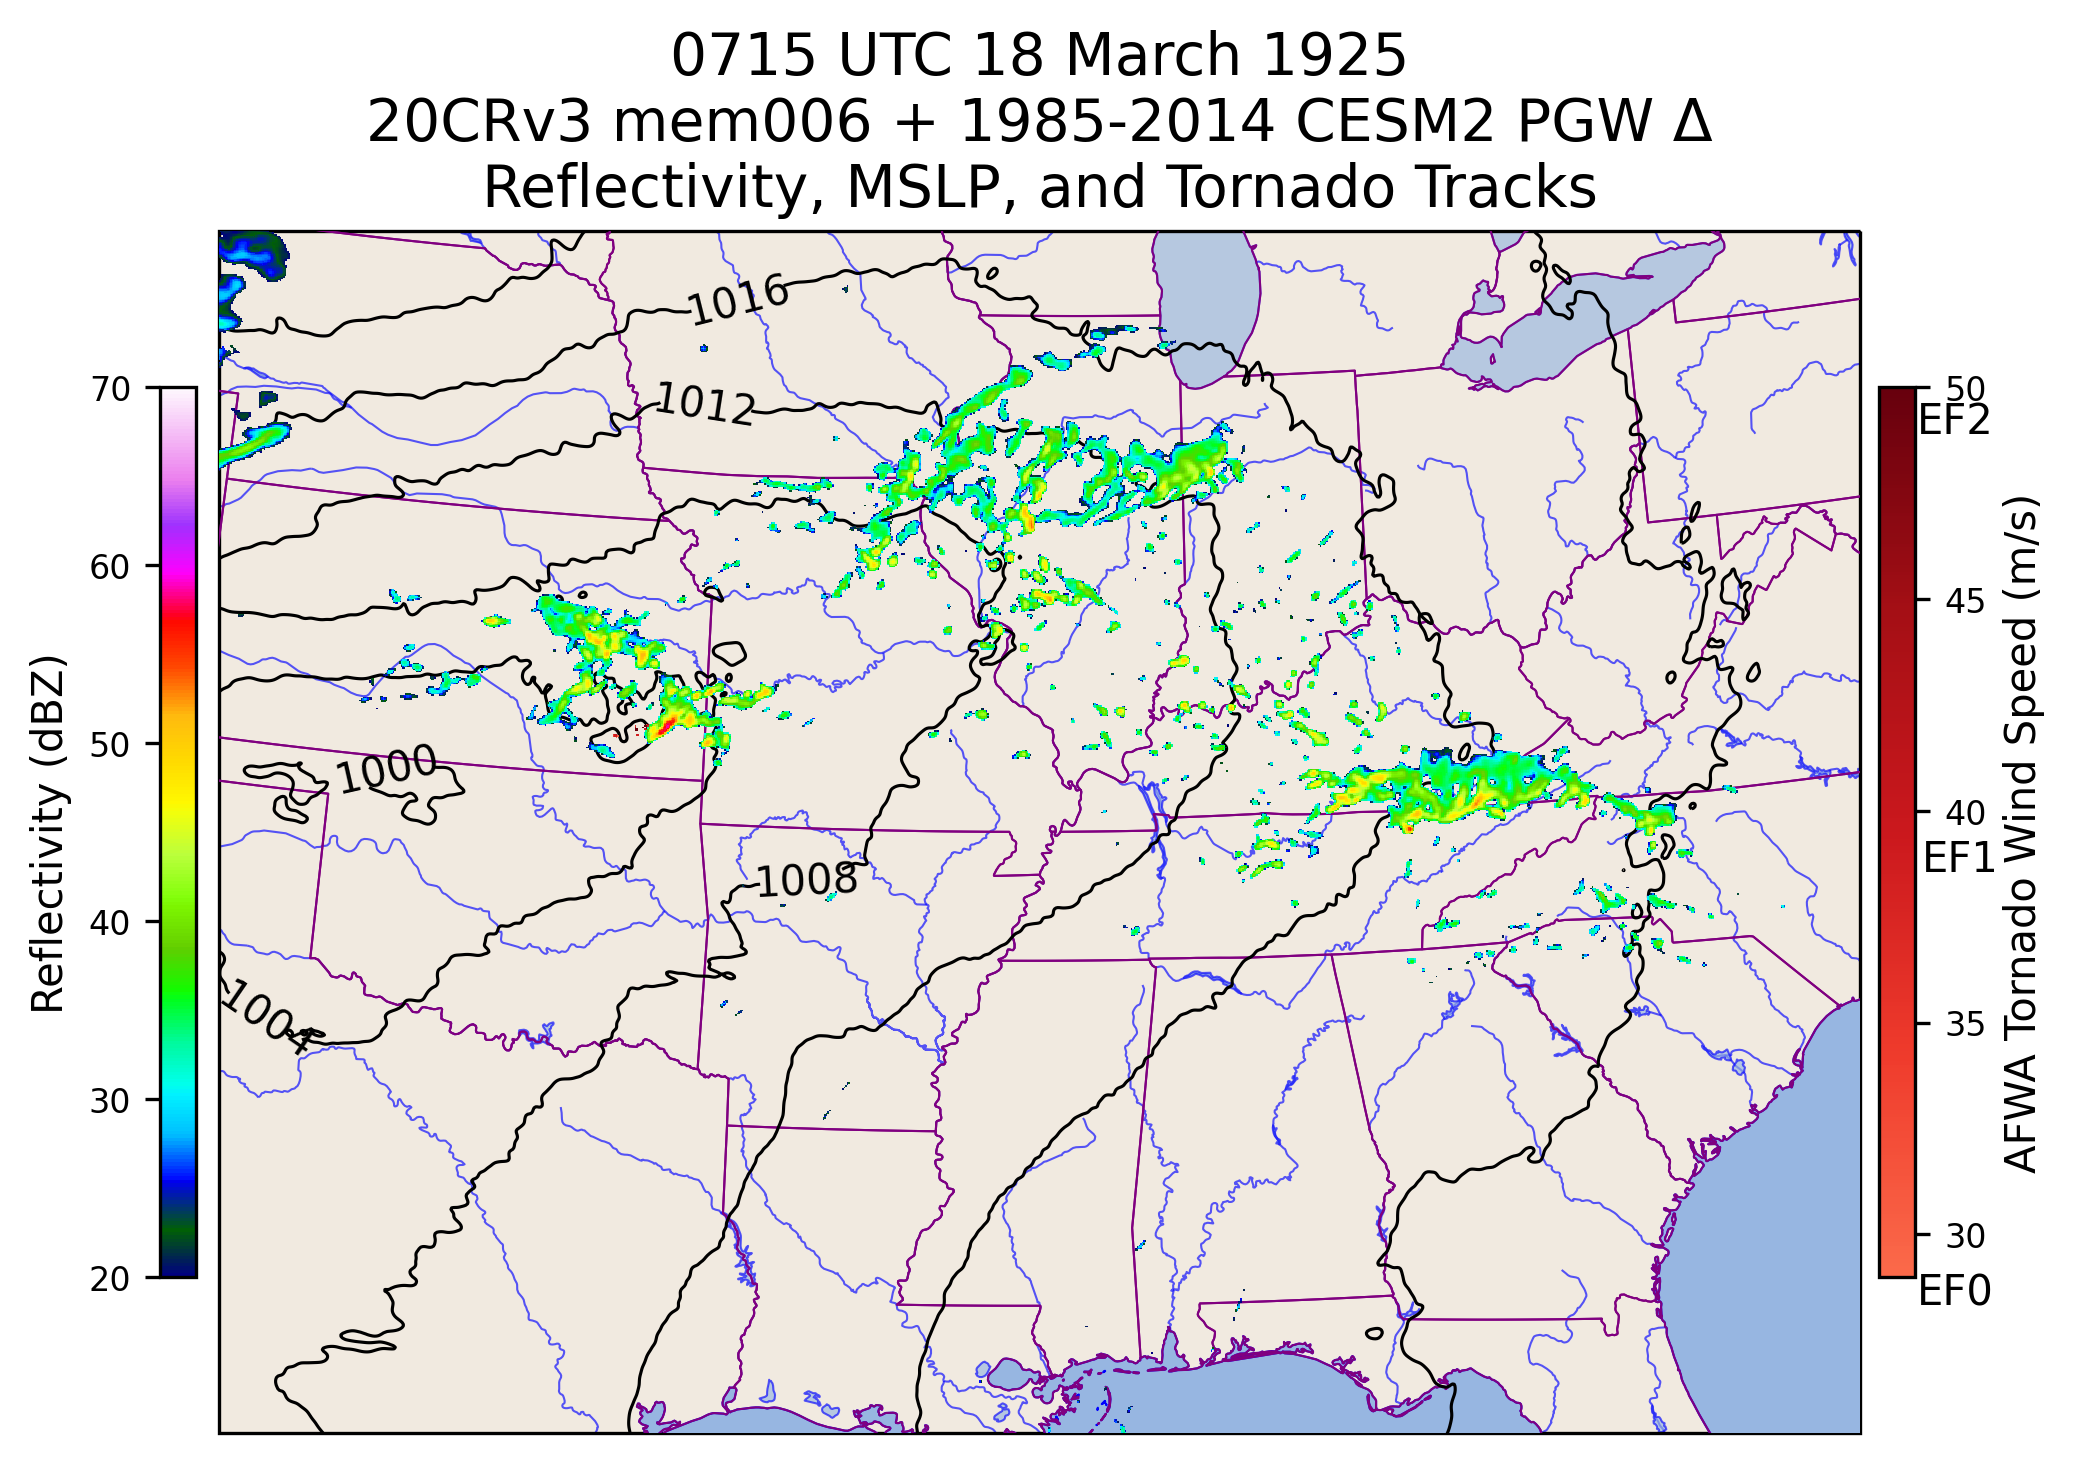 0715 UTC 18 March 1925
20CRv3 mem006 + 1985-2014 CESM2 PGW Δ
Reflectivity, MSLP, and Tornado Tracks
1016
1012
1000
1008
1004
70
60
50
40
30
20
Reflectivity (dBZ)
50
EF2
45
40
EF1
35
30
EF0
AFWA Tornado Wind Speed (m/s)